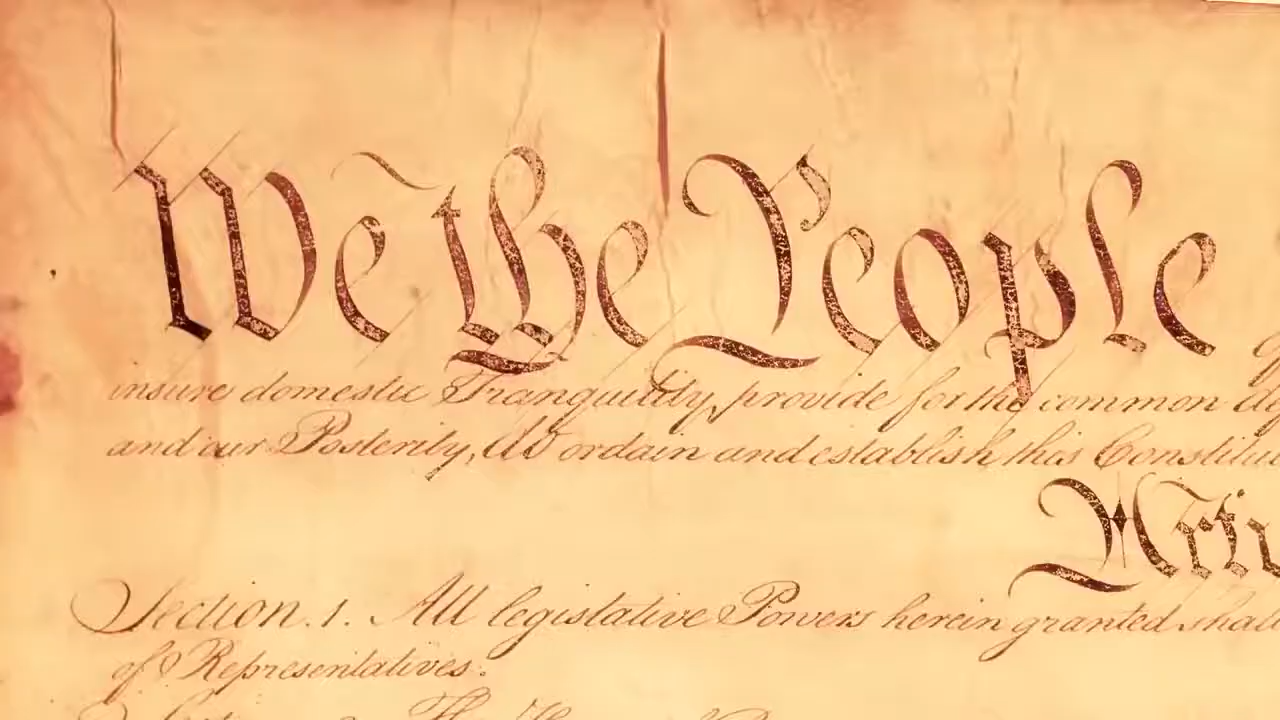 We the People
insure domestic Tranquility, provide for the common
and our Posterity, do ordain and establish this
Section. 1. All legislative Powers herein granted shall
of Representatives.